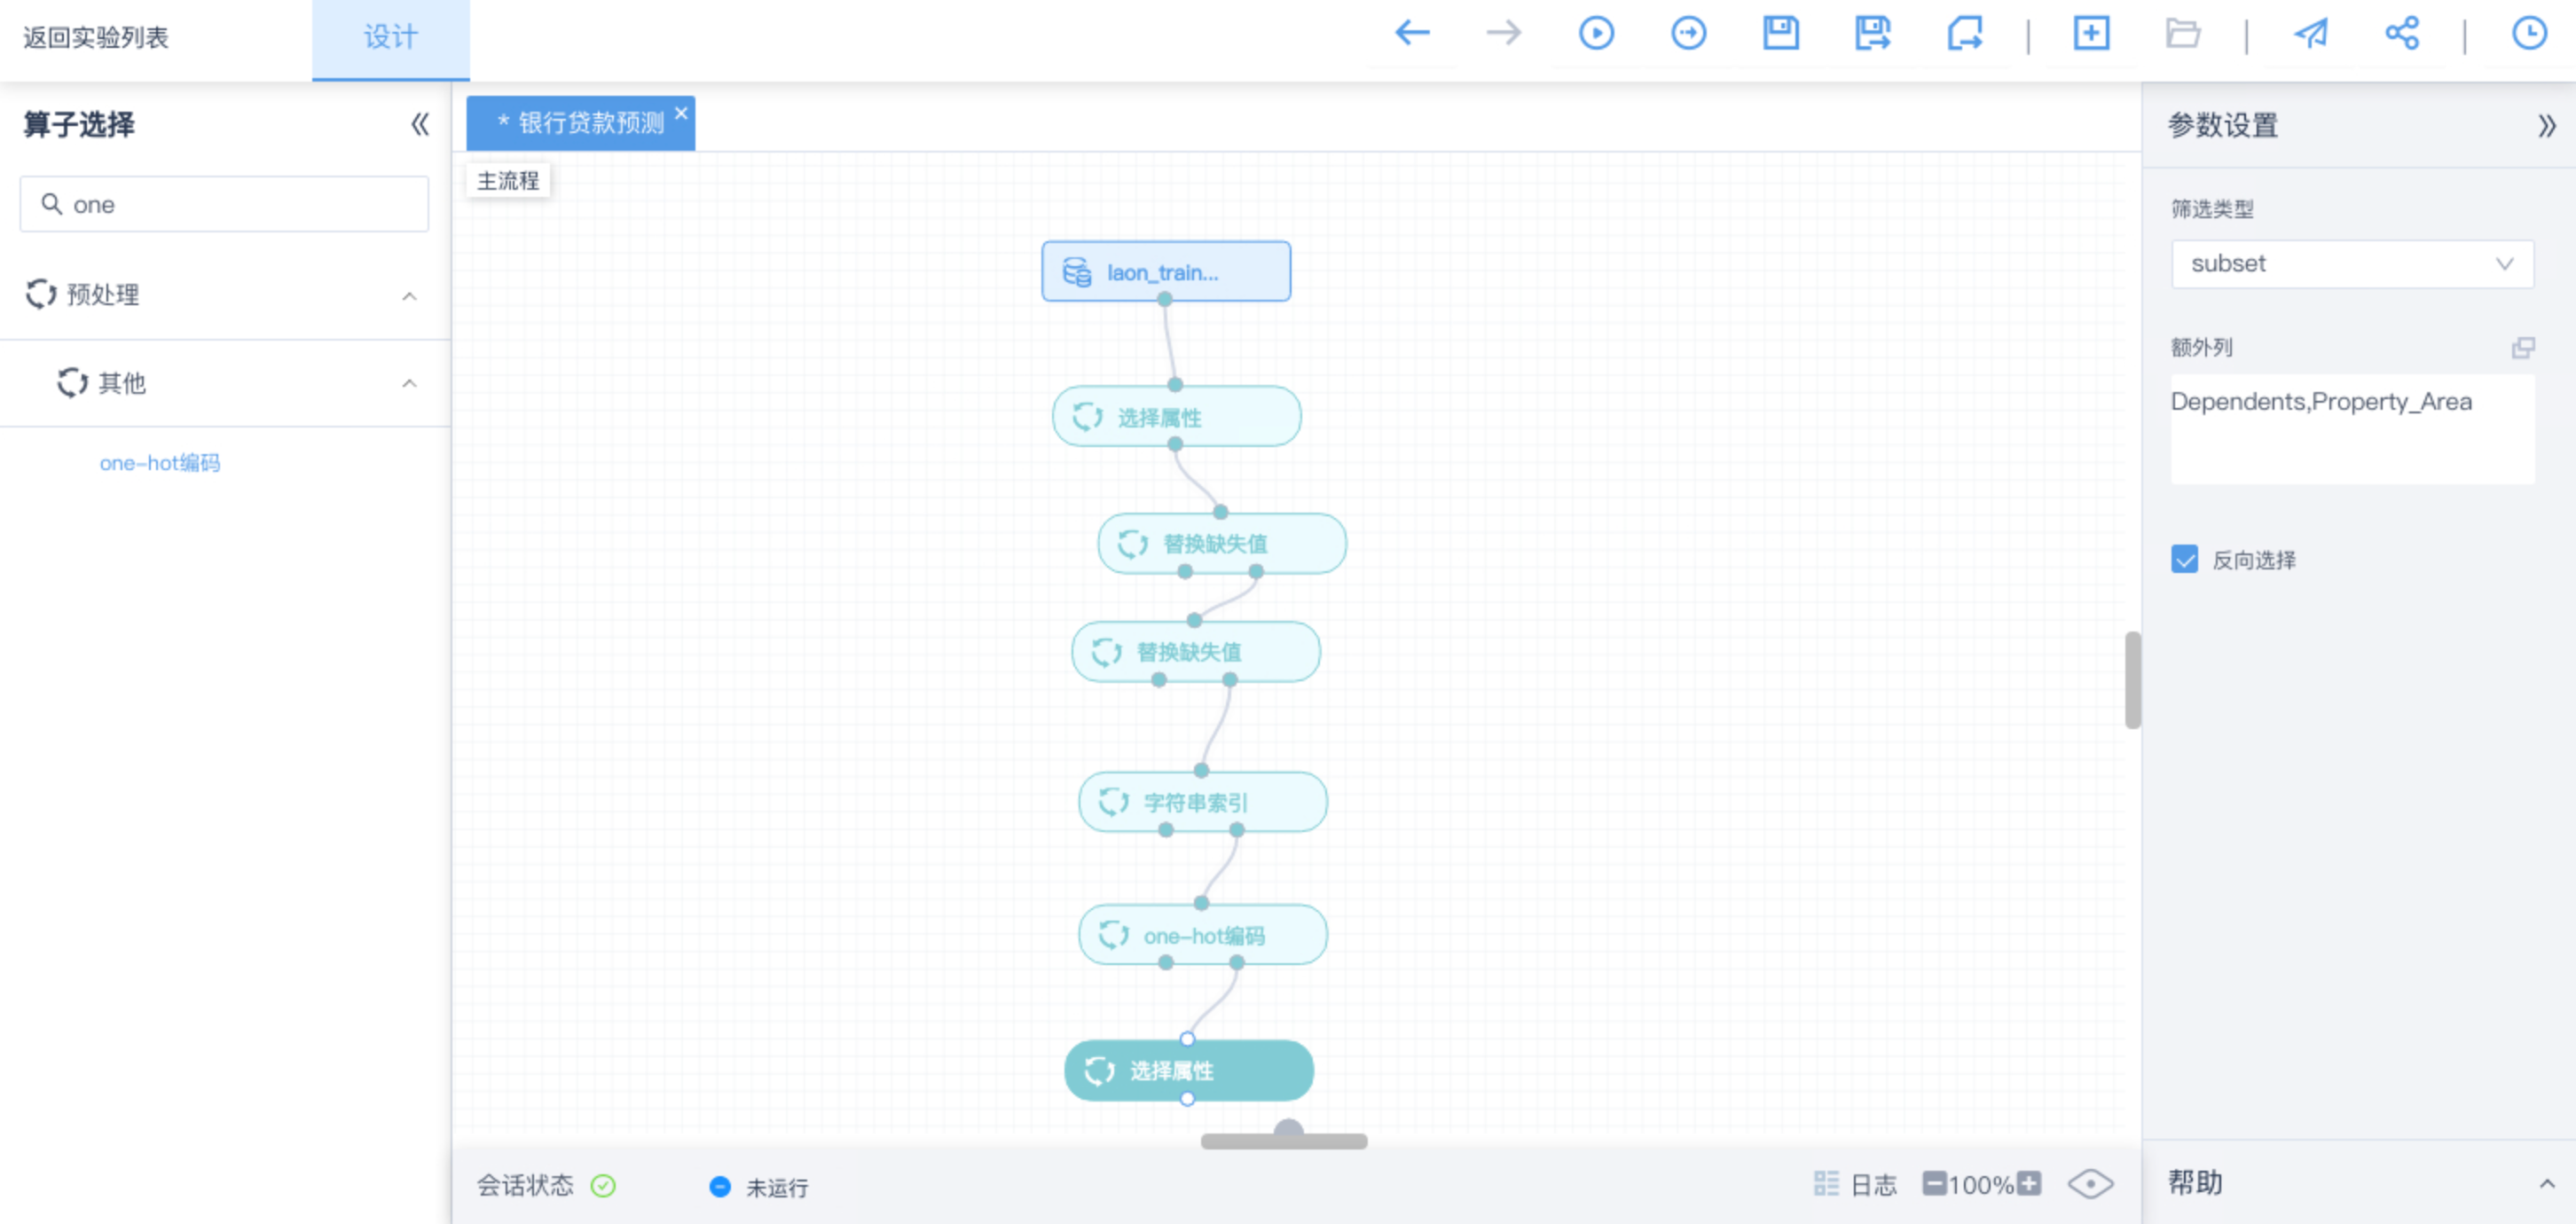 返回实验列表
设计
算子选择
one
预处理
其他
one-hot编码
* 银行贷款预测
主流程
laon_train...
选择属性
替换缺失值
替换缺失值
字符串索引
one-hot编码
选择属性
会话状态
未运行
日志
100%
参数设置
筛选类型
subset
额外列
Dependents,Property_Area
反向选择
帮助